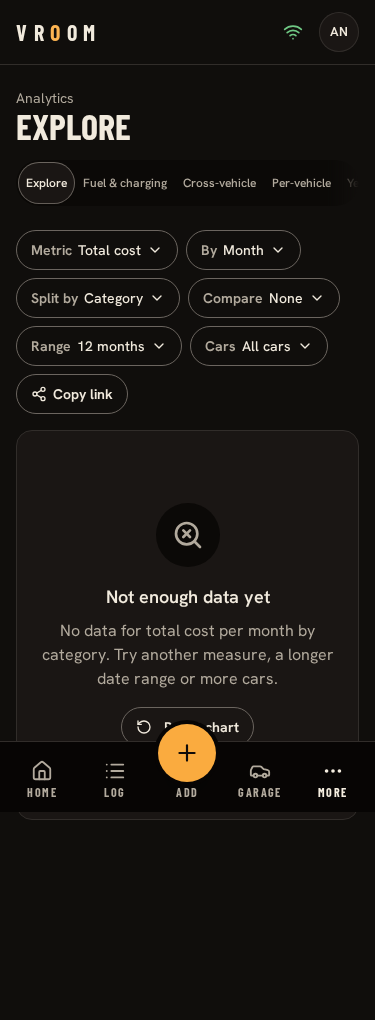 VROOM
AN
Analytics
EXPLORE
Explore Fuel & charging Cross-vehicle Per-vehicle
Metric Total cost By Month
Split by Category Compare None
Range 12 months Cars All cars
Copy link
Not enough data yet
No data for total cost per month by
category. Try another measure, a longer
date range or more cars.
chart
HOME LOG ADD GARAGE MORE